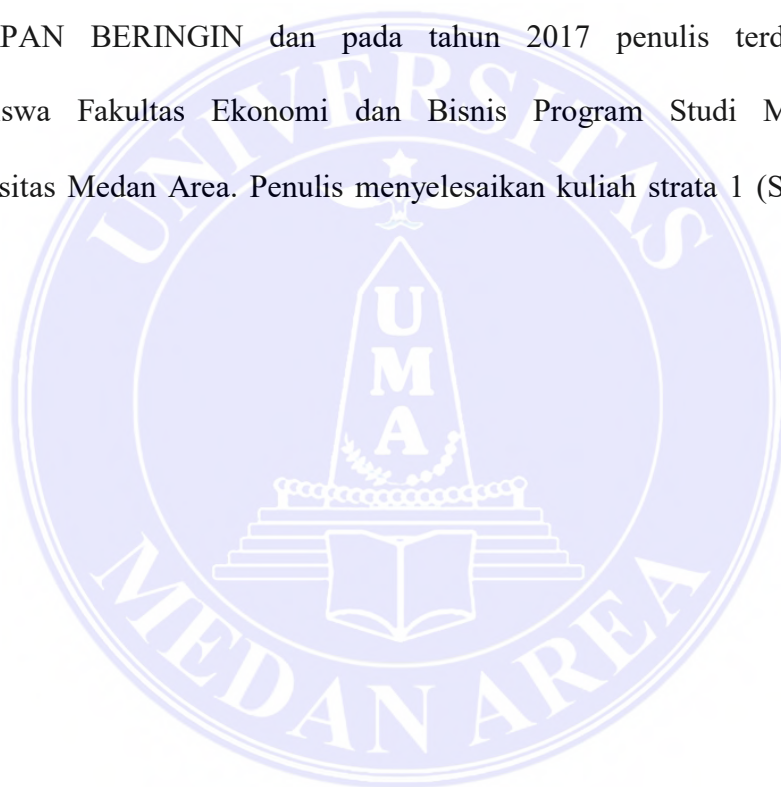 PAN BERINGIN dan pada tahun 2017 penulis terd
swa Fakultas Ekonomi dan Bisnis Program Studi M
sitas Medan Area. Penulis menyelesaikan kuliah strata 1 (S
UNIVERSITAS
UMA
MEDAN AREA